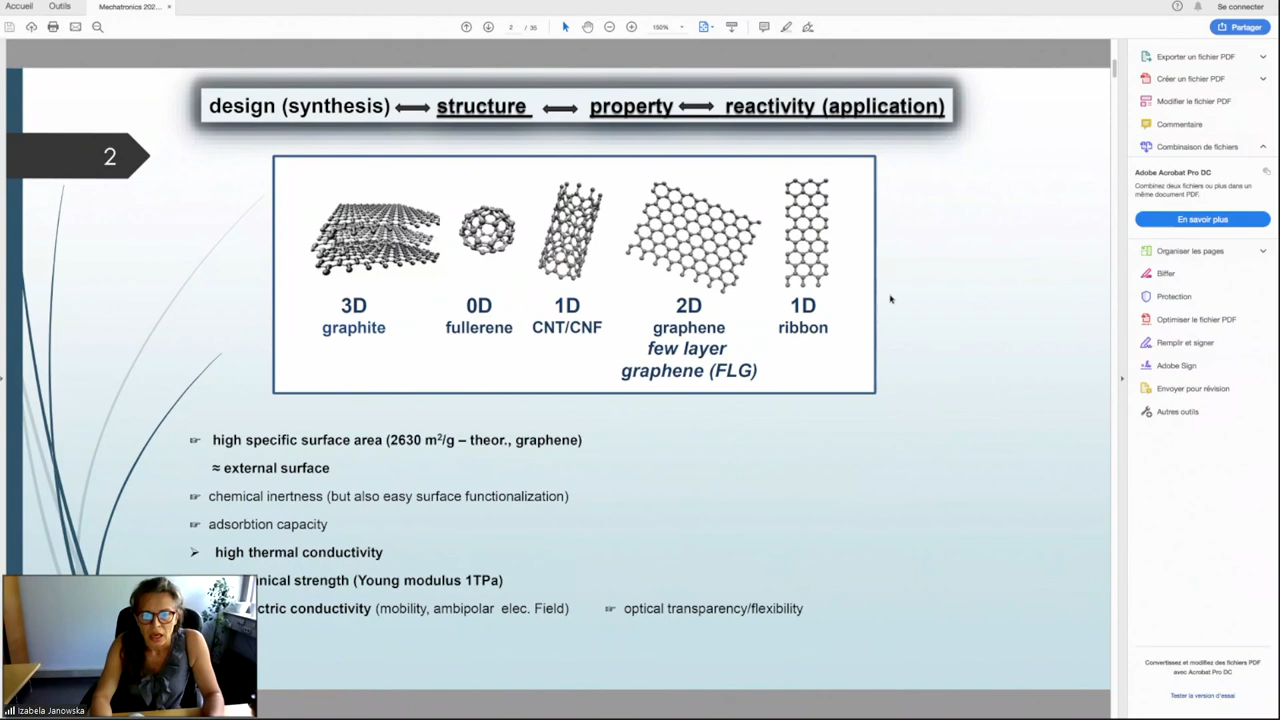 Accueil Outils Mechatronics 202... × Se connecter
2 / 35 150% Partager
design (synthesis) structure property reactivity (application)
2
3D 0D 1D 2D 1D
graphite fullerene CNT/CNF graphene ribbon
few layer
graphene (FLG)
☞ high specific surface area (2630 m²/g – theor., graphene)
≈ external surface
☞ chemical inertness (but also easy surface functionalization)
☞ adsorbtion capacity
➢ high thermal conductivity
nical strength (Young modulus 1TPa)
ctric conductivity (mobility, ambipolar elec. Field) ☞ optical transparency/flexibility
Izabela Janowska
Exporter un fichier PDF
Créer un fichier PDF
Modifier le fichier PDF
Commentaire
Combinaison de fichiers
Adobe Acrobat Pro DC
Combinez deux fichiers ou plus dans un
même document PDF.
En savoir plus
Organiser les pages
Biffer
Protection
Optimiser le fichier PDF
Remplir et signer
Adobe Sign
Envoyer pour révision
Autres outils
Convertissez et modifiez des fichiers PDF
avec Acrobat Pro DC
Tester la version d'essai